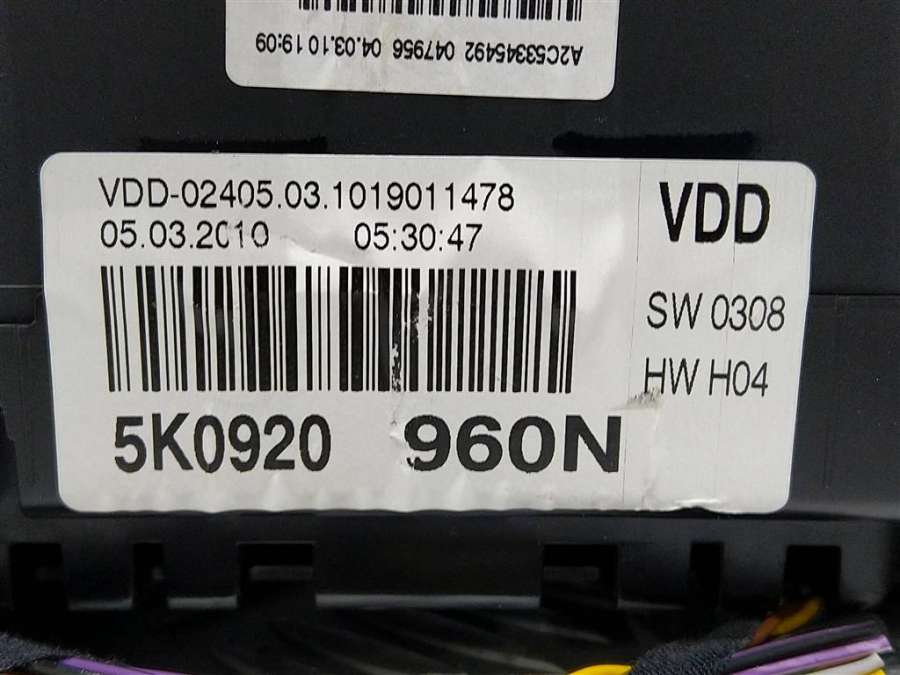 A2C53345492 047956 04.03.10 19:09
VDD-02405.03.1019011478
05.03.2010 05:30:47
VDD
SW 0308
HW H04
5K0920 960N